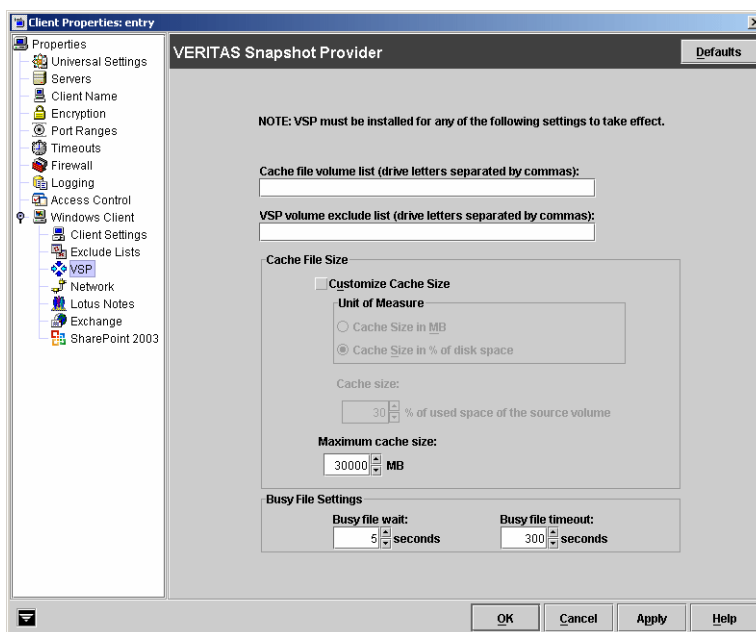 Client Properties: entry
Properties
Universal Settings
Servers
Client Name
Encryption
Port Ranges
Timeouts
Firewall
Logging
Access Control
Windows Client
Client Settings
Exclude Lists
VSP
Network
Lotus Notes
Exchange
SharePoint 2003
VERITAS Snapshot Provider
Defaults
NOTE: VSP must be installed for any of the following settings to take effect.
Cache file volume list (drive letters separated by commas):
VSP volume exclude list (drive letters separated by commas):
Cache File Size
Customize Cache Size
Unit of Measure
Cache Size in MB
Cache Size in % of disk space
Cache size:
30 % of used space of the source volume
Maximum cache size:
30000 MB
Busy File Settings
Busy file wait: Busy file timeout:
5 seconds 300 seconds
OK Cancel Apply Help